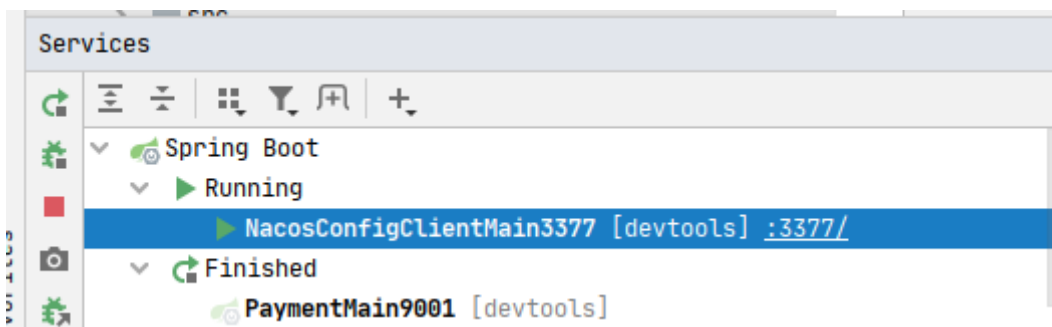 Services
Spring Boot
Running
NacosConfigClientMain3377 [devtools] :3377/
Finished
PaymentMain9001 [devtools]